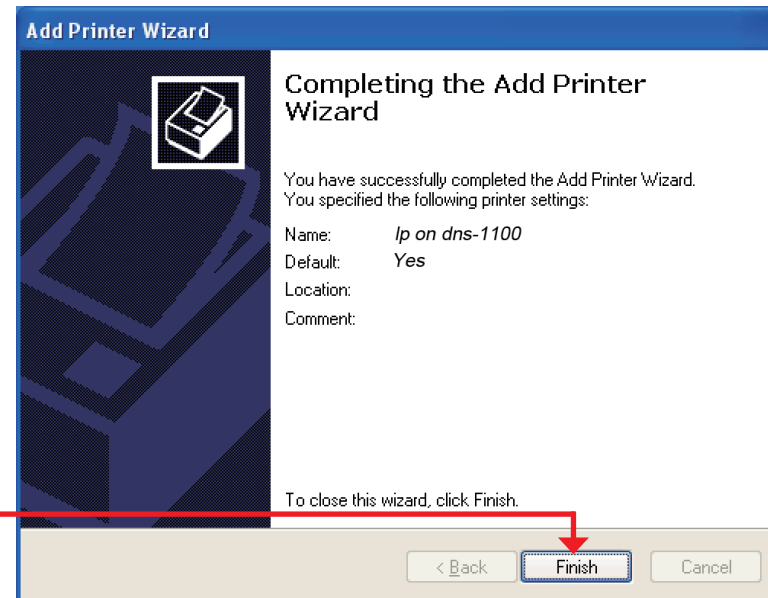 Add Printer Wizard
Completing the Add Printer
Wizard
You have successfully completed the Add Printer Wizard.
You specified the following printer settings:
Name: lp on dns-1100
Default: Yes
Location:
Comment:
To close this wizard, click Finish.
< Back Finish Cancel